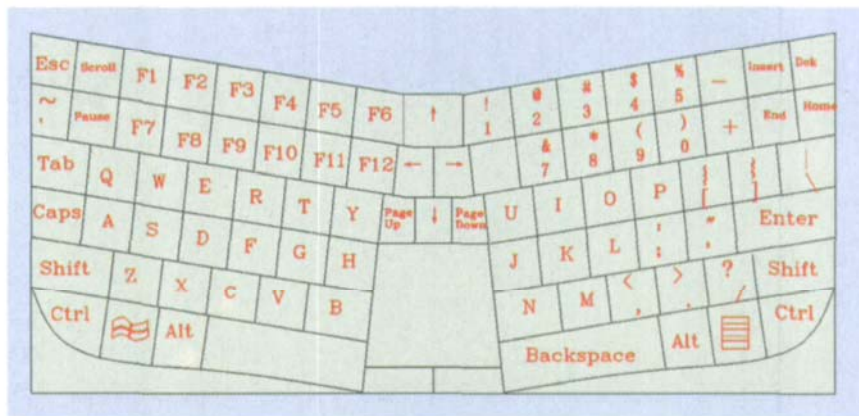 Esc Scroll F1 F2 F3 F4 F5 F6 ↑ ! 1 @ 2 # 3 $ 4 % 5 _ Insert
~ ' Pause F7 F8 F9 F10 F11 F12 ← → & 7 * 8 ( 9 ) 0 + End Home
Tab Q W E R T Y Page Up ↓ Page Down U I O P { [ { ] | \
Caps A S D F G H J K L ' ; " ' Enter
Shift Z X C V B N M < , > . ? / Shift
Ctrl Alt Backspace Alt Ctrl